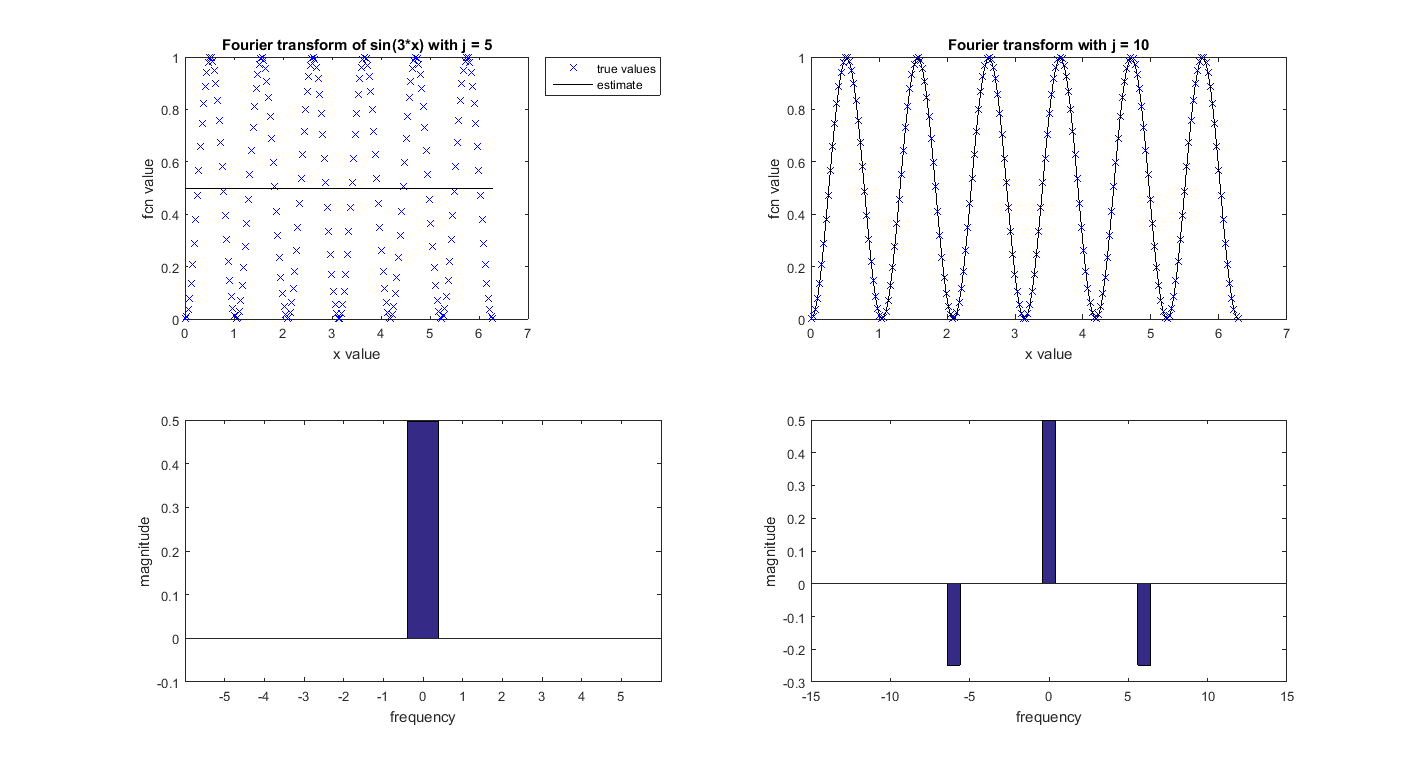 Fourier transform of sin(3*x) with j = 5
1
0.8
0.6
0.4
0.2
0
fcn value
0 1 2 3 4 5 6 7
x value
true values
estimate
Fourier transform with j = 10
1
0.8
0.6
0.4
0.2
0
fcn value
0 1 2 3 4 5 6 7
x value
0.5
0.4
0.3
0.2
0.1
0
-0.1
magnitude
-5 -4 -3 -2 -1 0 1 2 3 4 5
frequency
0.5
0.4
0.3
0.2
0.1
0
-0.1
-0.2
-0.3
magnitude
-15 -10 -5 0 5 10 15
frequency